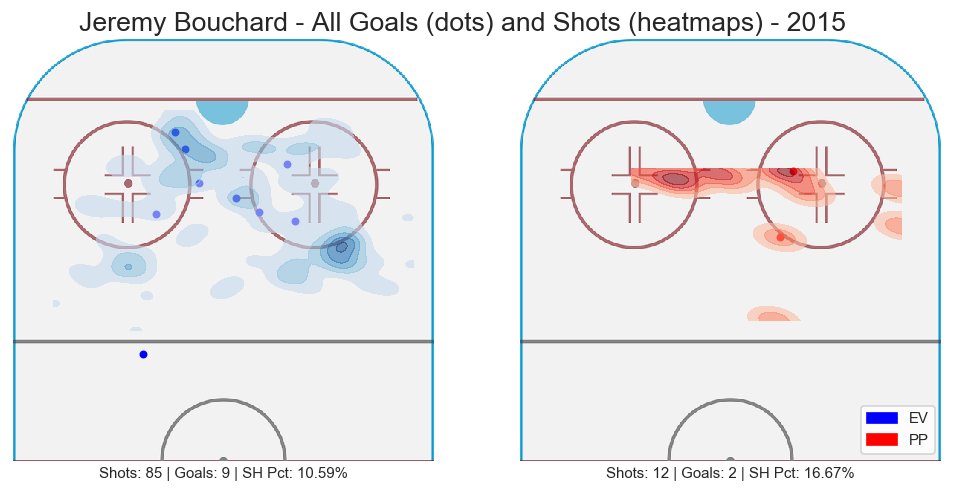 Jeremy Bouchard - All Goals (dots) and Shots (heatmaps) - 2015
EV
PP
Shots: 85 | Goals: 9 | SH Pct: 10.59%
Shots: 12 | Goals: 2 | SH Pct: 16.67%